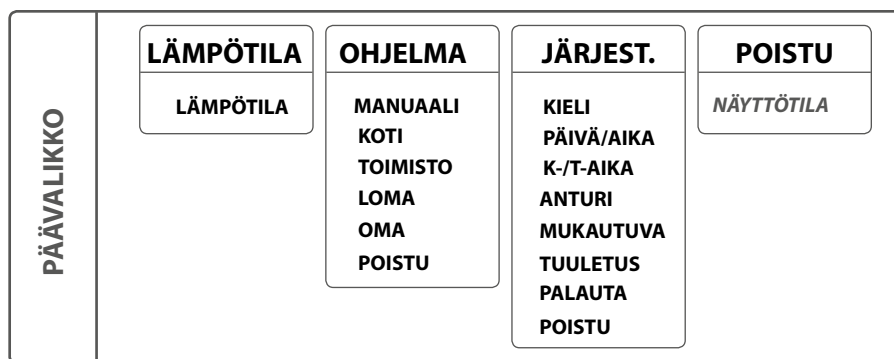 PÄÄVALIKKO
LÄMPÖTILA
LÄMPÖTILA
OHJELMA
MANUAALI
KOTI
TOIMISTO
LOMA
OMA
POISTU
JÄRJEST.
KIELI
PÄIVÄ/AIKA
K-/T-AIKA
ANTURI
MUKAUTUVA
TUULETUS
PALAUTA
POISTU
POISTU
NÄYTTÖTILA